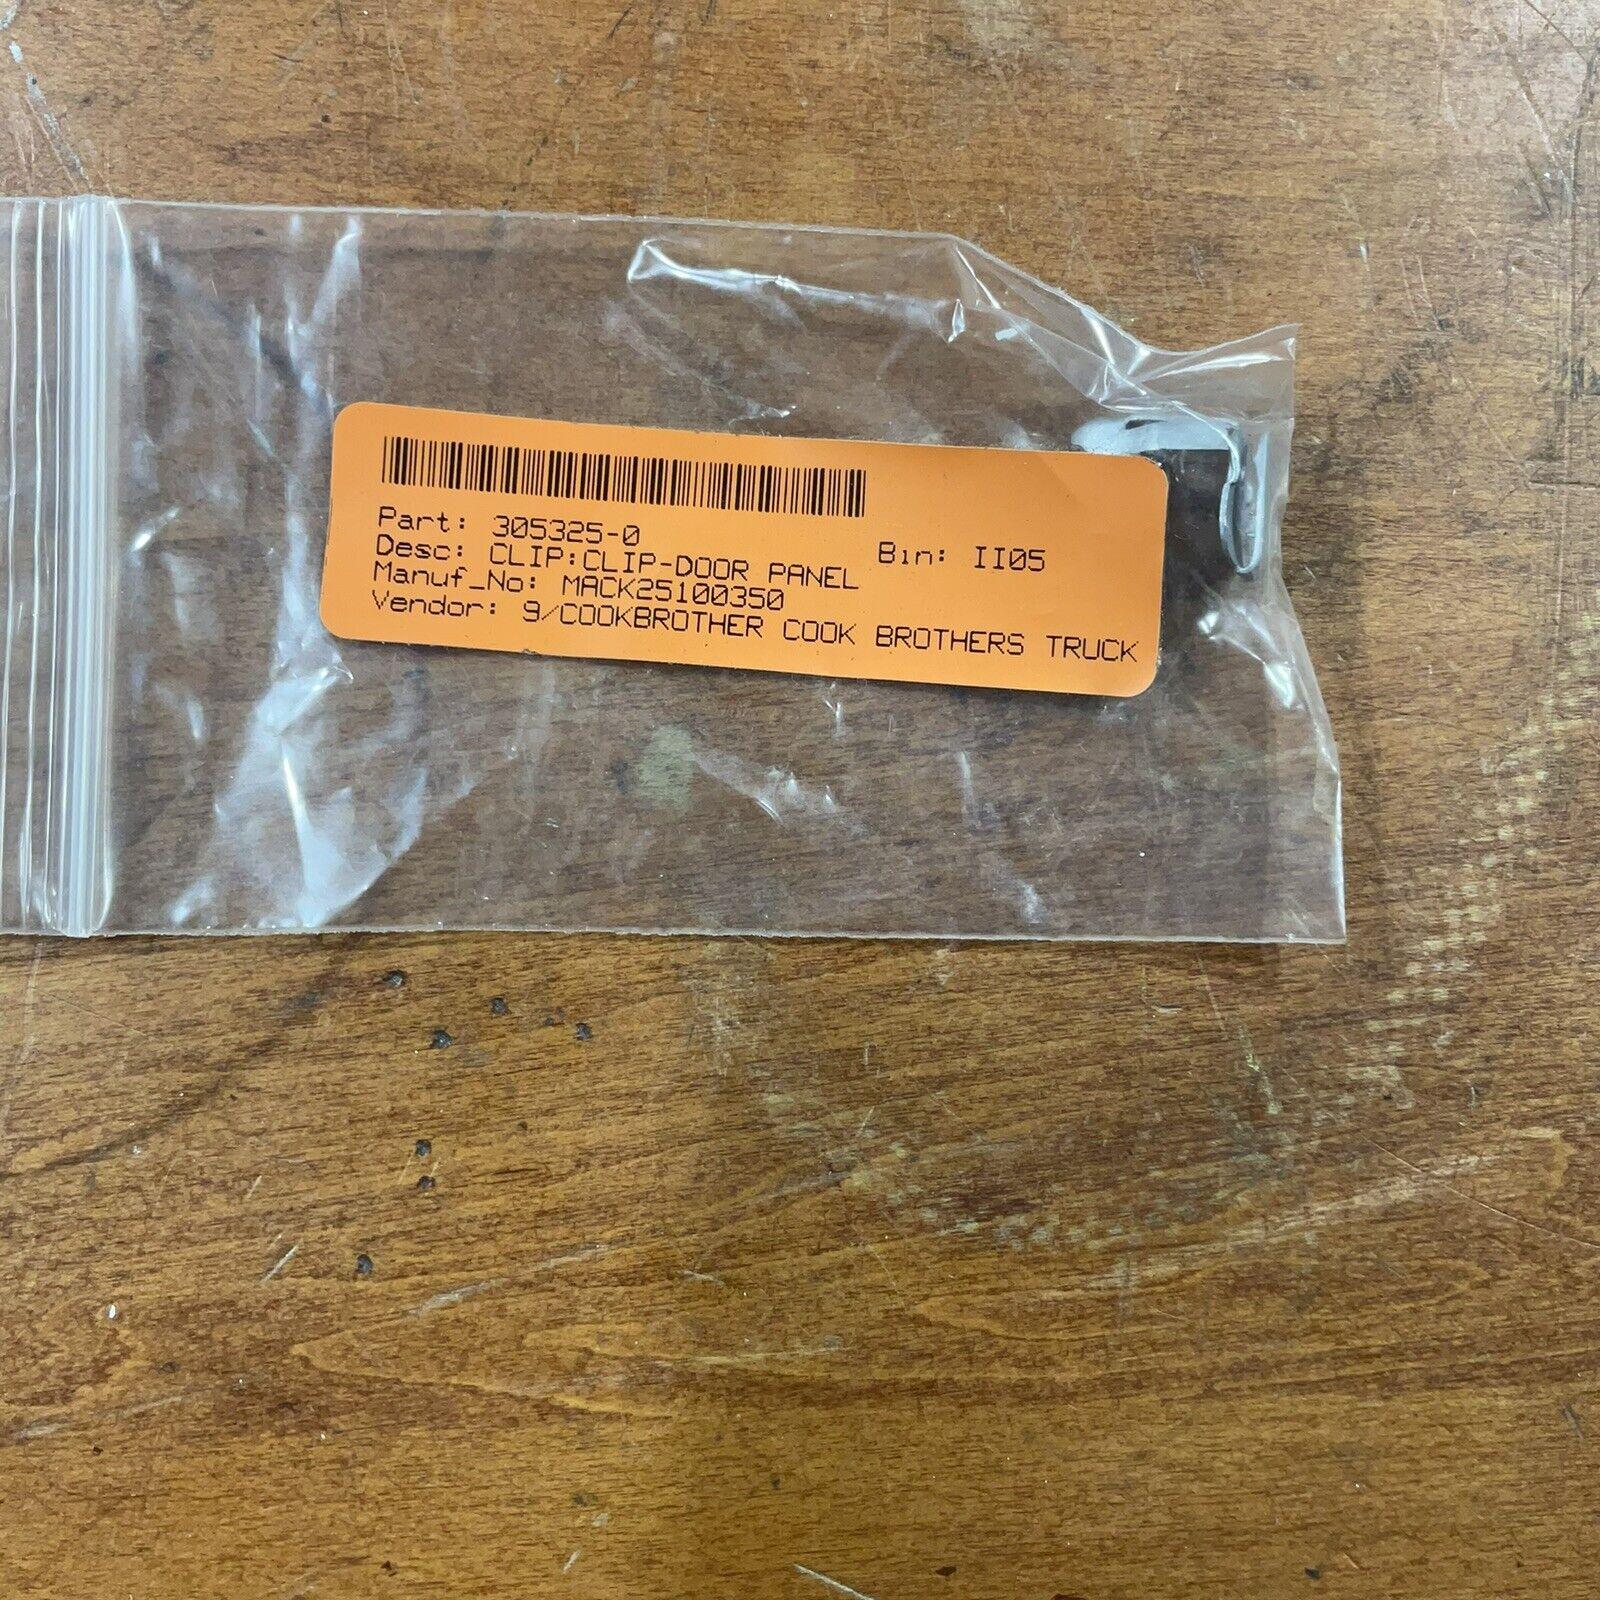 Part: 305325-0
Desc: CLIP:CLIP-DOOR PANEL Bin: II05
Manuf_No: MACK25100350
Vendor: 9/COOKBROTHER COOK BROTHERS TRUCK